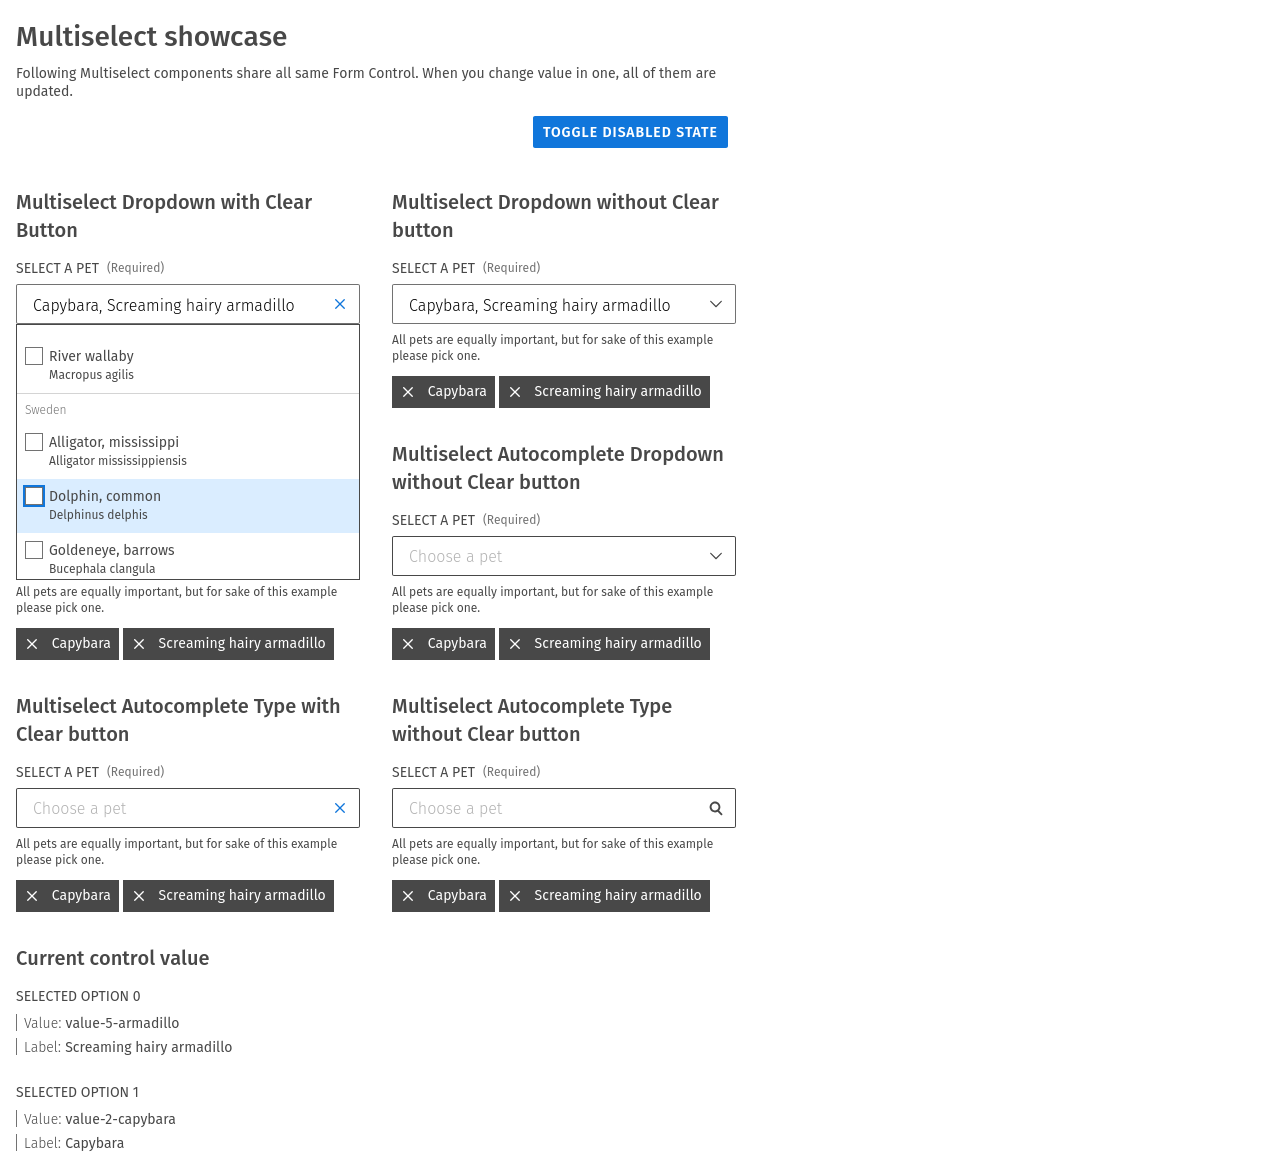 Multiselect showcase
Following Multiselect components share all same Form Control. When you change value in one, all of them are
updated.
TOGGLE DISABLED STATE
Multiselect Dropdown with Clear
Button
SELECT A PET (Required)
Capybara, Screaming hairy armadillo
River wallaby
Macropus agilis
Sweden
Alligator, mississippi
Alligator mississippiensis
Dolphin, common
Delphinus delphis
Goldeneye, barrows
Bucephala clangula
All pets are equally important, but for sake of this example
please pick one.
Capybara
Screaming hairy armadillo
Multiselect Dropdown without Clear
button
SELECT A PET (Required)
Capybara, Screaming hairy armadillo
All pets are equally important, but for sake of this example
please pick one.
Capybara
Screaming hairy armadillo
Multiselect Autocomplete Dropdown
without Clear button
SELECT A PET (Required)
Choose a pet
All pets are equally important, but for sake of this example
please pick one.
Capybara
Screaming hairy armadillo
Multiselect Autocomplete Type with
Clear button
SELECT A PET (Required)
Choose a pet
All pets are equally important, but for sake of this example
please pick one.
Capybara
Screaming hairy armadillo
Multiselect Autocomplete Type
without Clear button
SELECT A PET (Required)
Choose a pet
All pets are equally important, but for sake of this example
please pick one.
Capybara
Screaming hairy armadillo
Current control value
SELECTED OPTION 0
Value: value-5-armadillo
Label: Screaming hairy armadillo
SELECTED OPTION 1
Value: value-2-capybara
Label: Capybara